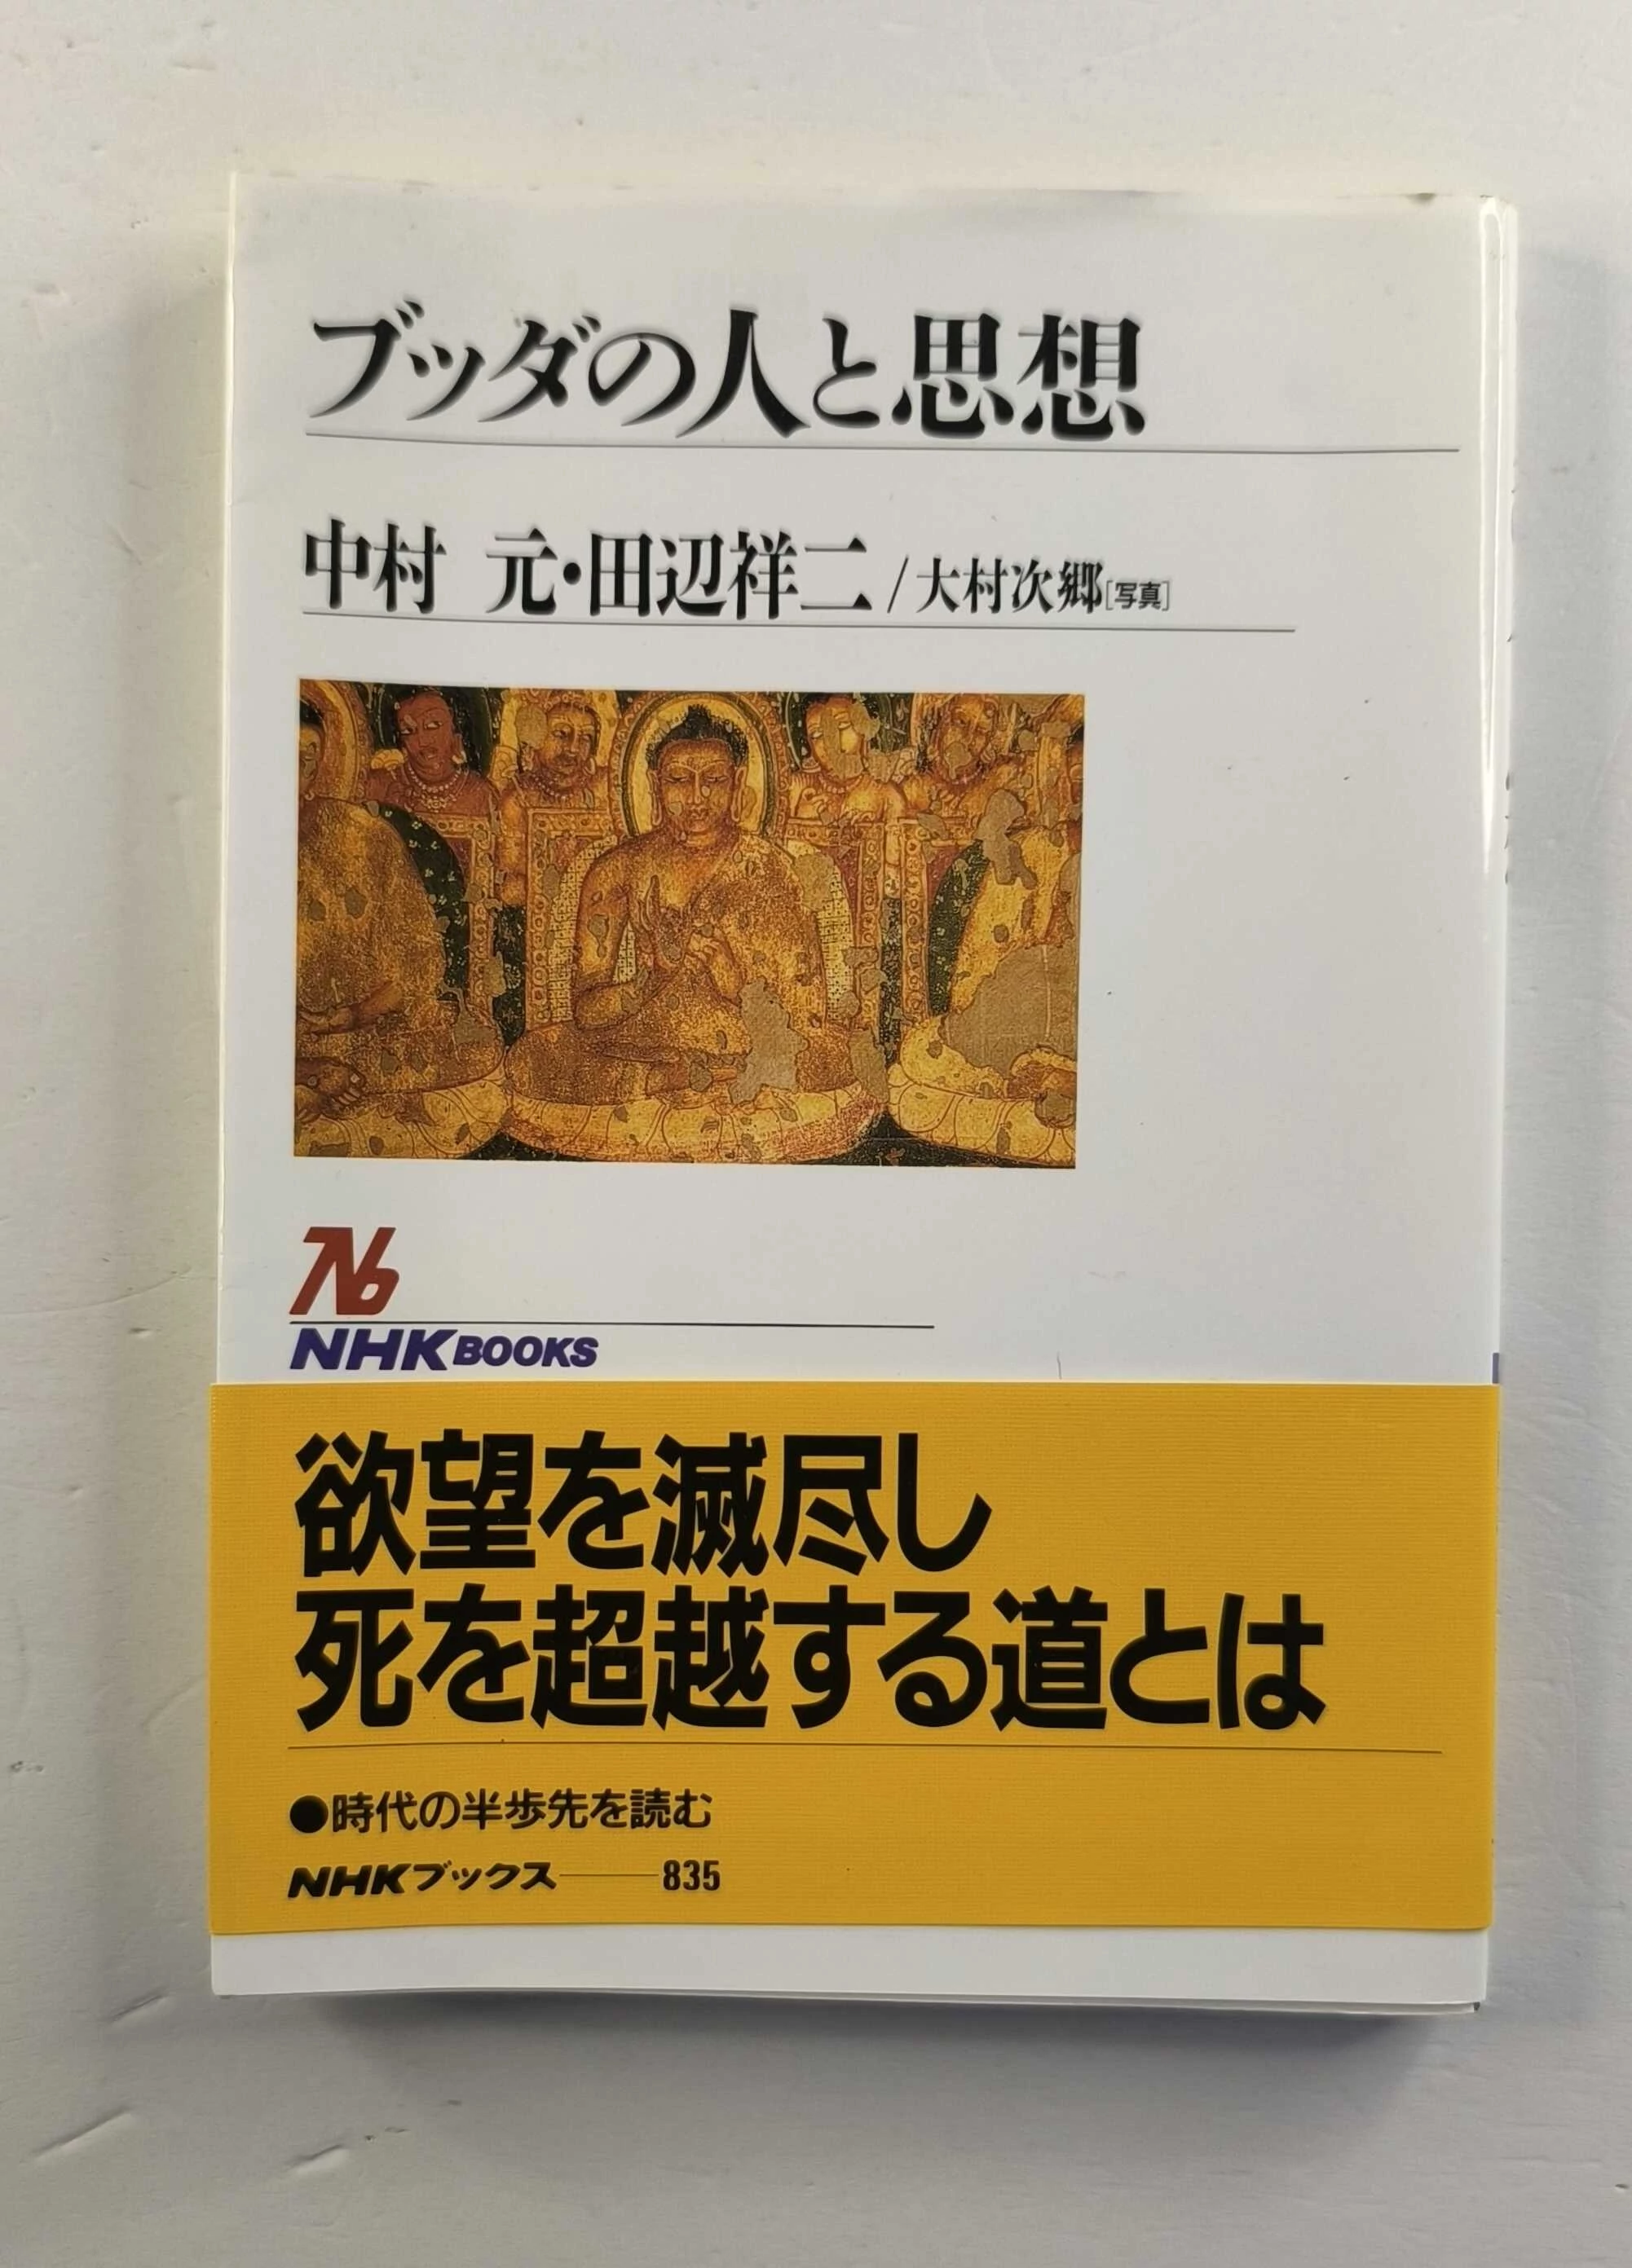 ブッダの人と思想
中村 元・田辺祥二/大村次郷[写真]
NHK BOOKS
欲望を滅尽し
死を超越する道とは
●時代の半歩先を読む
NHKブックス――835